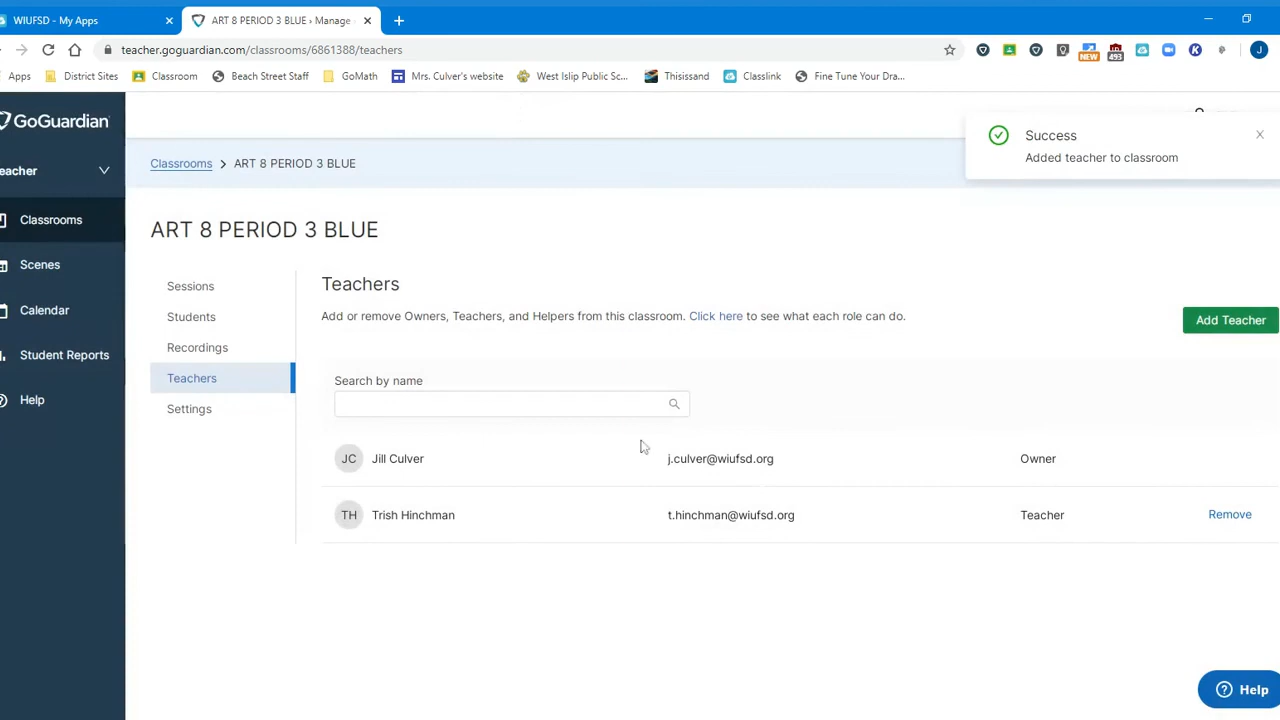 WIUFSD - My Apps
ART 8 PERIOD 3 BLUE › Manage
teacher.goguardian.com/classrooms/6861388/teachers
NEW
493
J
Apps
District Sites
Classroom
Beach Street Staff
GoMath
Mrs. Culver's website
West Islip Public Sc...
Thisissand
Classlink
Fine Tune Your Dra...
GoGuardian
eacher
Classrooms
Scenes
Calendar
Student Reports
Help
Classrooms > ART 8 PERIOD 3 BLUE
Success
Added teacher to classroom
ART 8 PERIOD 3 BLUE
Sessions
Students
Recordings
Teachers
Settings
Teachers
Add or remove Owners, Teachers, and Helpers from this classroom. Click here to see what each role can do.
Add Teacher
Search by name
JC Jill Culver j.culver@wiufsd.org Owner
TH Trish Hinchman t.hinchman@wiufsd.org Teacher Remove
Help